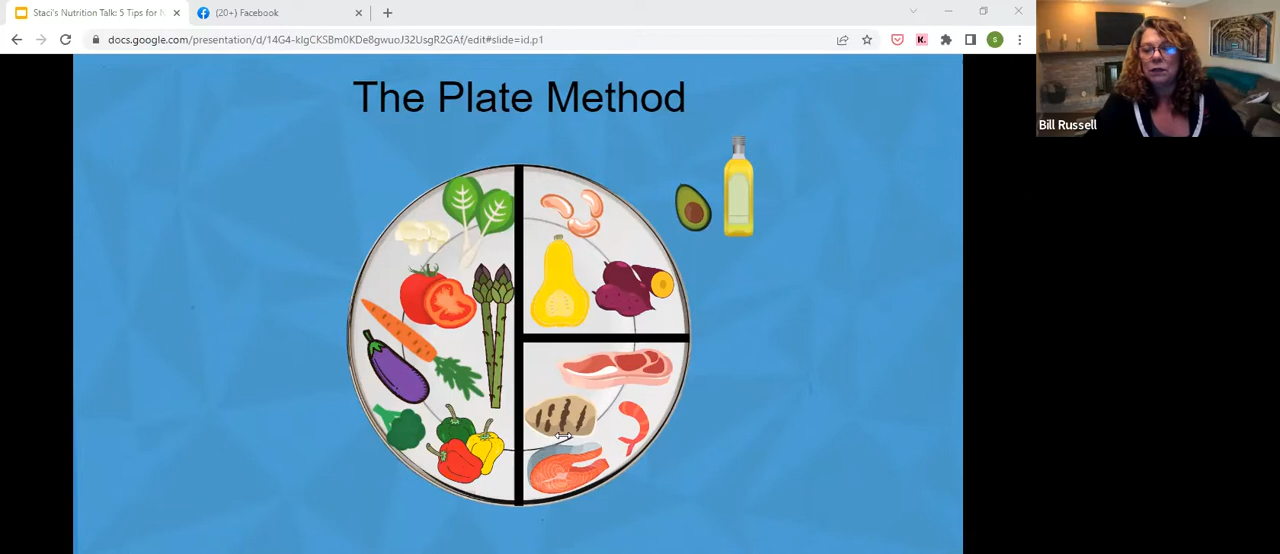 Staci's Nutrition Talk: 5 Tips for N
(20+) Facebook
docs.google.com/presentation/d/14G4-kIgCKSBm0KDe8gwuoJ32UsgR2GAf/edit#slide=id.p1
K.
S
The Plate Method
Bill Russell